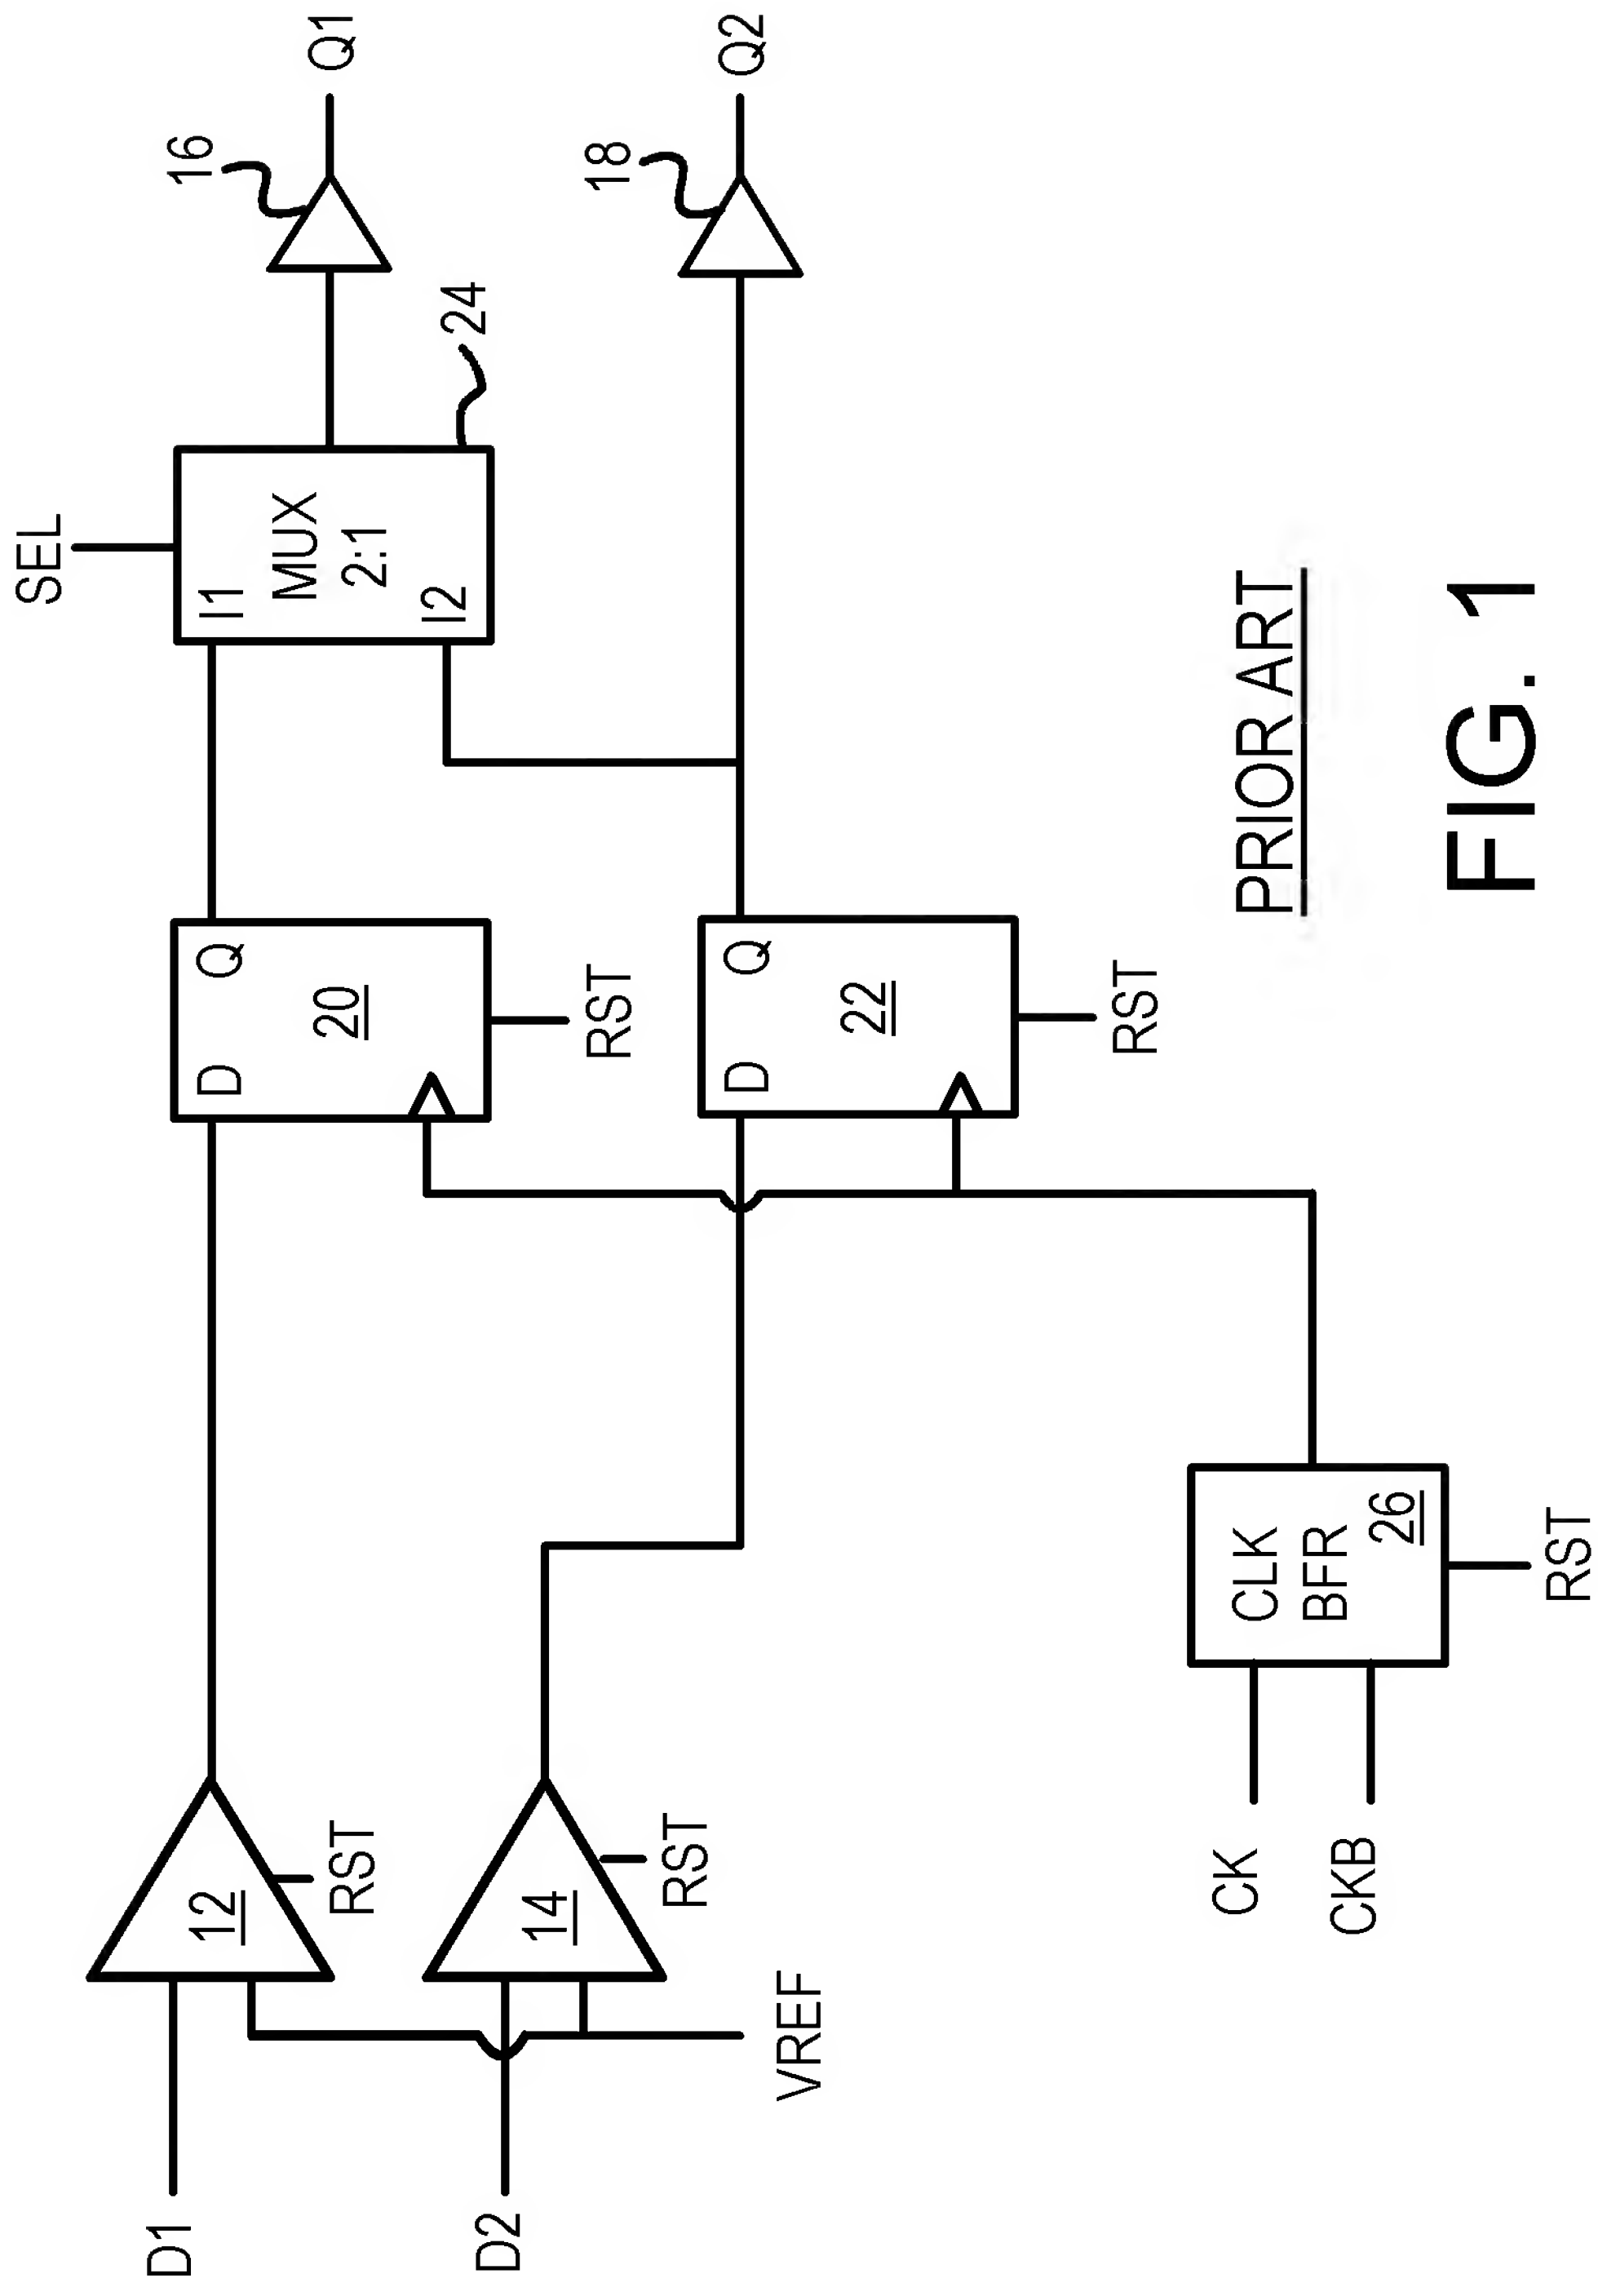 SEL
I1
MUX
2:1
I2
24
16
Q1
18
Q2
D
Q
20
RST
D
Q
22
RST
D1
12
RST
D2
14
RST
VREF
CK
CKB
CLK
BFR
26
RST
PRIOR ART
FIG. 1